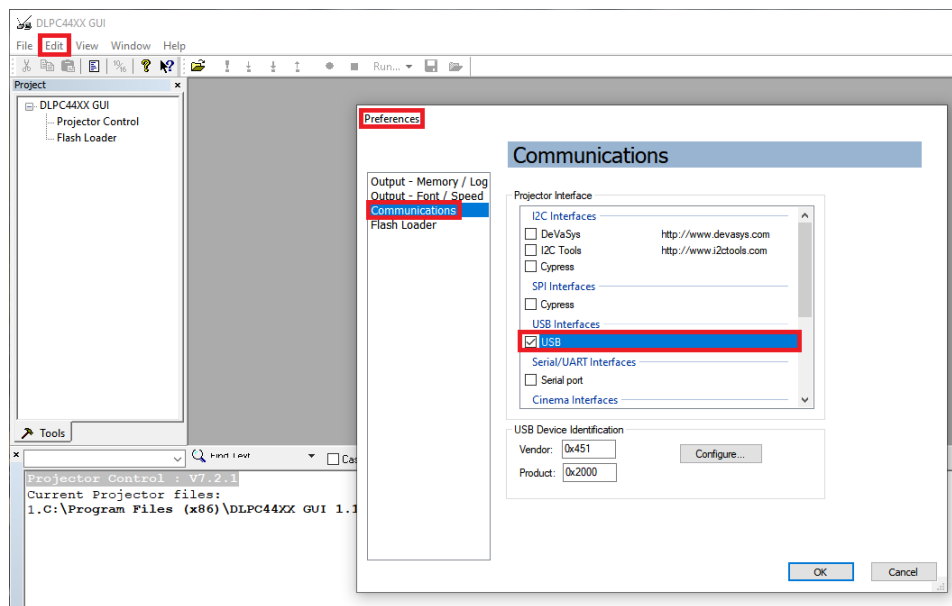 DLPC44XX GUI
File Edit View Window Help
Run...
Project
DLPC44XX GUI
Projector Control
Flash Loader
Tools
Find Text
Cas
Projector Control : V7.2.1
Current Projector files:
1.C:\Program Files (x86)\DLPC44XX GUI 1.1
Preferences
Output - Memory / Log
Output - Font / Speed
Communications
Flash Loader
Communications
Projector Interface
I2C Interfaces
DeVaSys http://www.devasys.com
I2C Tools http://www.i2ctools.com
Cypress
SPI Interfaces
Cypress
USB Interfaces
USB
Serial/UART Interfaces
Serial port
Cinema Interfaces
USB Device Identification
Vendor: 0x451
Configure...
Product: 0x2000
OK Cancel